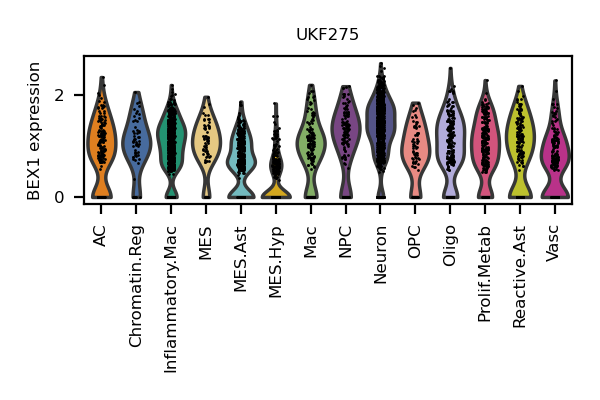 UKF275
BEX1 expression
2
0
AC
Chromatin.Reg
Inflammatory.Mac
MES
MES.Ast
MES.Hyp
Mac
NPC
Neuron
OPC
Oligo
Prolif.Metab
Reactive.Ast
Vasc